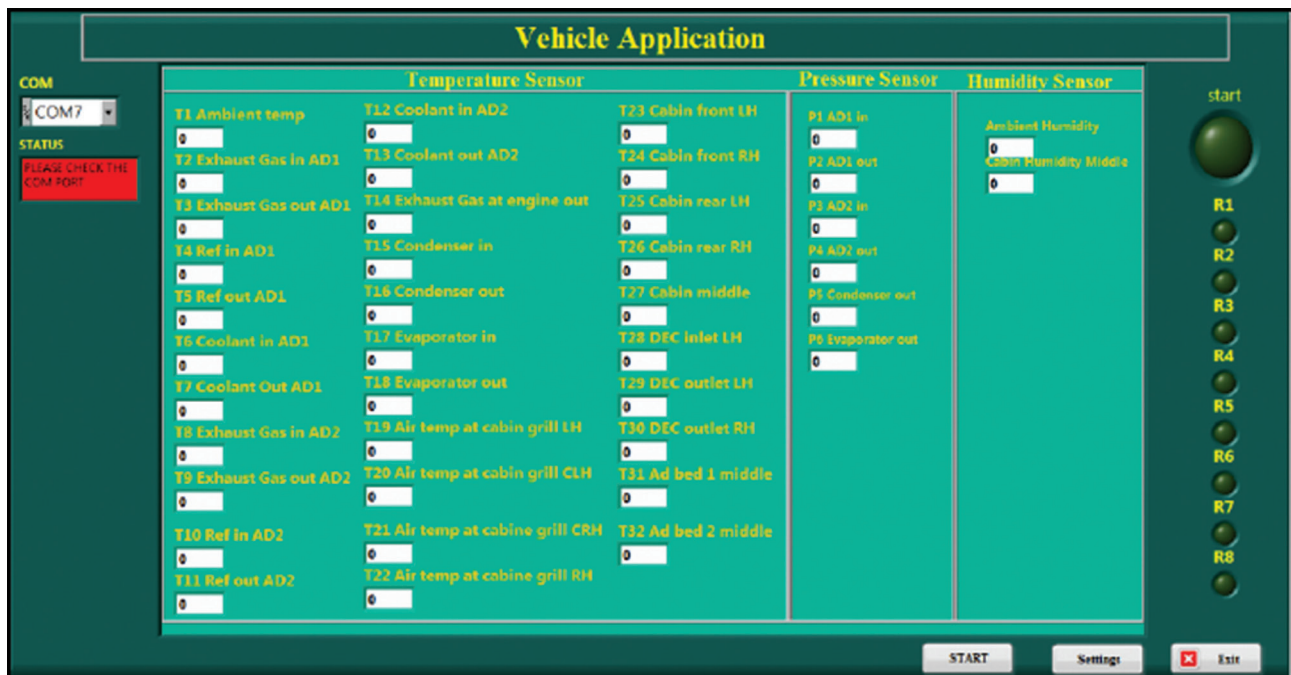 Vehicle Application
COM
COM7
STATUS
PLEASE CHECK THE
COM PORT
Temperature Sensor
T1 Ambient temp
0
T2 Exhaust Gas in AD1
0
T3 Exhaust Gas out AD1
0
T4 Ref in AD1
0
T5 Ref out AD1
0
T6 Coolant in AD1
0
T7 Coolant Out AD1
0
T8 Exhaust Gas in AD2
0
T9 Exhaust Gas out AD2
0
T10 Ref in AD2
0
T11 Ref out AD2
0
T12 Coolant in AD2
0
T13 Coolant out AD2
0
T14 Exhaust Gas at engine out
0
T15 Condenser in
0
T16 Condenser out
0
T17 Evaporator in
0
T18 Evaporator out
0
T19 Air temp at cabin grill LH
0
T20 Air temp at cabin grill CLH
0
T21 Air temp at cabine grill CRH
0
T22 Air temp at cabine grill RH
0
T23 Cabin front LH
0
T24 Cabin front RH
0
T25 Cabin rear LH
0
T26 Cabin rear RH
0
T27 Cabin middle
0
T28 DEC inlet LH
0
T29 DEC outlet LH
0
T30 DEC outlet RH
0
T31 Ad bed 1 middle
0
T32 Ad bed 2 middle
0
Pressure Sensor
P1 AD1 in
0
P2 AD1 out
0
P3 AD2 in
0
P4 AD2 out
0
P5 Condenser out
0
P6 Evaporator out
0
Humidity Sensor
Ambient Humidity
0
Cabin Humidity Middle
0
start
R1
R2
R3
R4
R5
R6
R7
R8
START
Settings
Exit